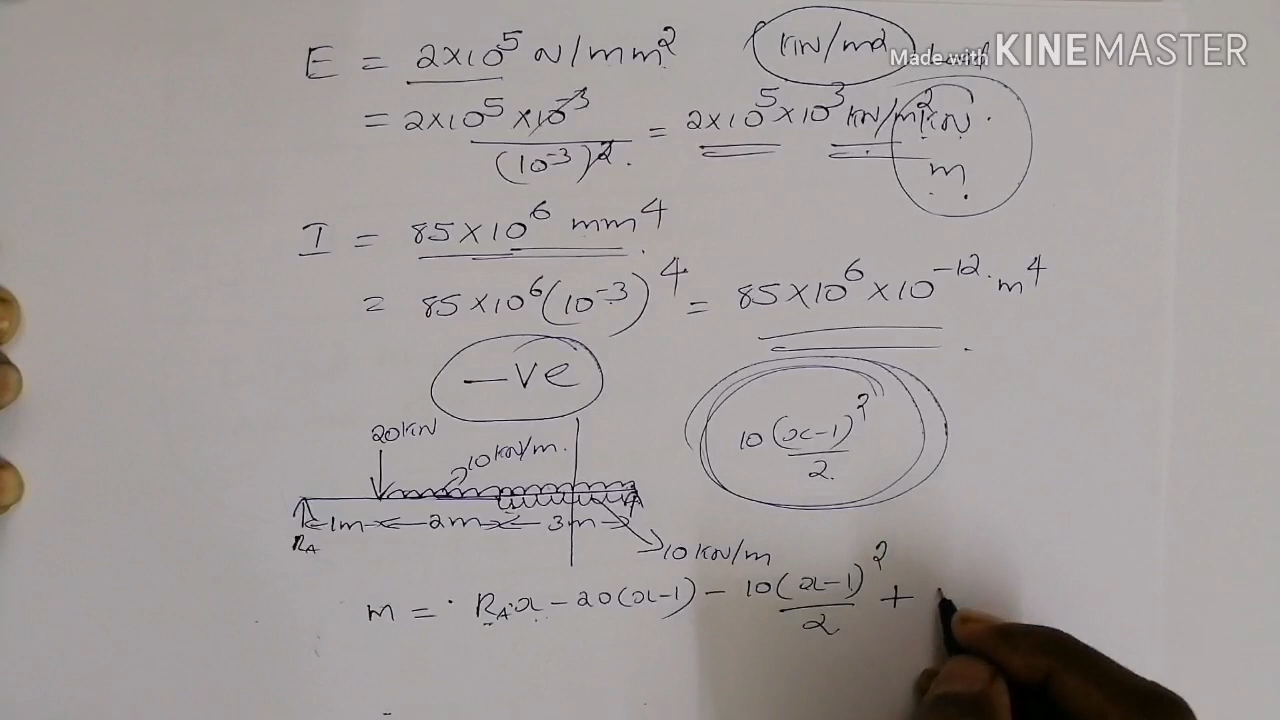 E = 2×10⁵ N/mm² kN/m2
Made with KINEMASTER
= 2×10⁵ ×10⁻³ / (10⁻³)² . = 2×10⁵×10³ kN/m² kN / m .
I = 85×10⁶ mm⁴ .
= 85×10⁶(10⁻³)⁴ = 85×10⁶×10⁻¹² m⁴ .
-ve
10(x-1)² / 2
20KN
10KN/m.
1m 2m 3m
RA
10KN/m
m = RA·x - 20(x-1) - 10(x-1)² / 2 +